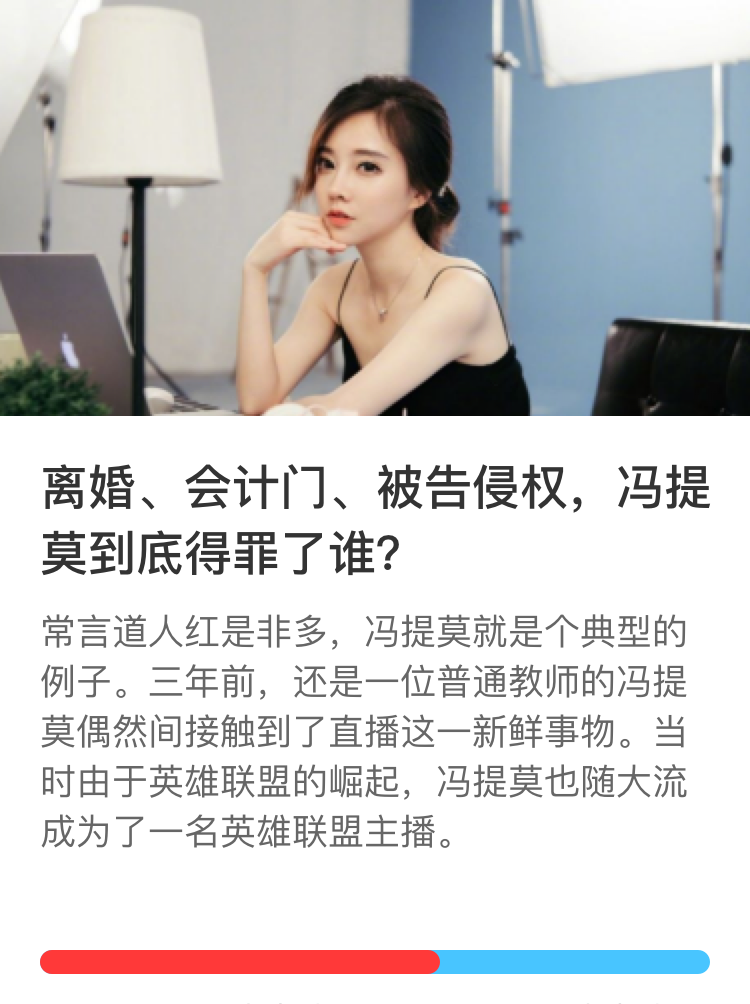 离婚、会计门、被告侵权，冯提
莫到底得罪了谁？
常言道人红是非多，冯提莫就是个典型的
例子。三年前，还是一位普通教师的冯提
莫偶然间接触到了直播这一新鲜事物。当
时由于英雄联盟的崛起，冯提莫也随大流
成为了一名英雄联盟主播。